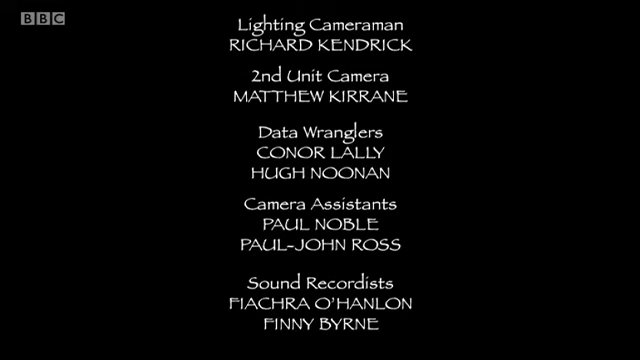 BBC
Lighting Cameraman
RICHARD KENDRICK
2nd Unit Camera
MATTHEW KIRRANE
Data Wranglers
CONOR LALLY
HUGH NOONAN
Camera Assistants
PAUL NOBLE
PAUL-JOHN ROSS
Sound Recordists
FIACHRA O'HANLON
FINNY BYRNE